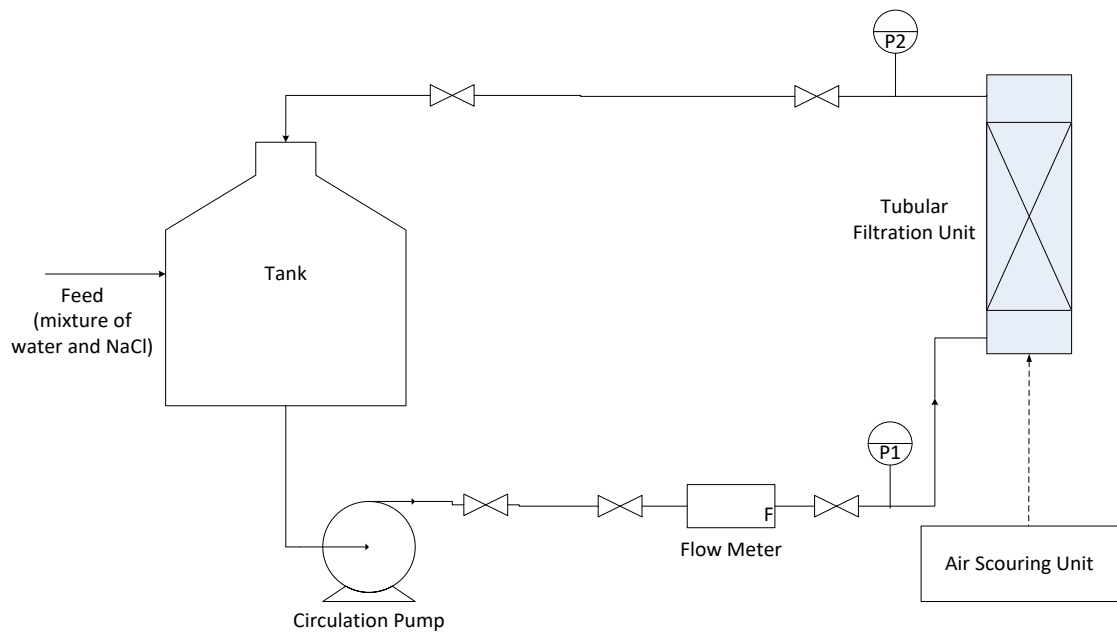 P2
Tubular
Filtration Unit
Tank
Feed
(mixture of
water and NaCl)
P1
F
Flow Meter
Air Scouring Unit
Circulation Pump